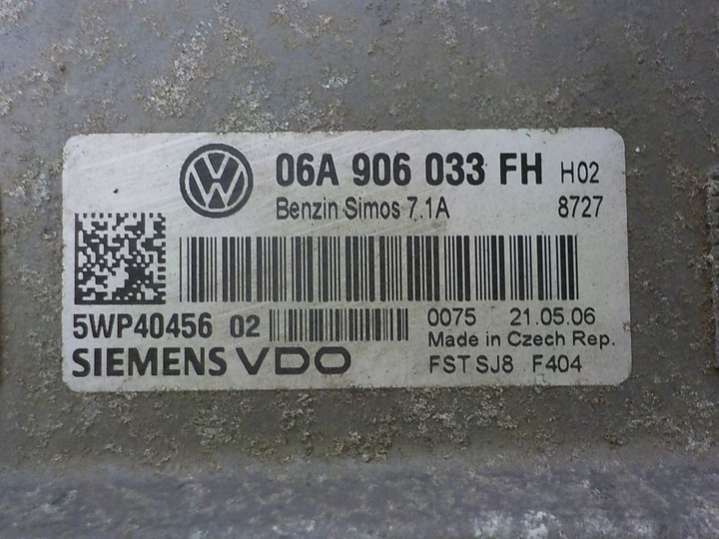 06A 906 033 FH H02
Benzin Simos 7.1A 8727
5WP40456 02 0075 21.05.06
Made in Czech Rep.
SIEMENS VDO FST SJ8 F404